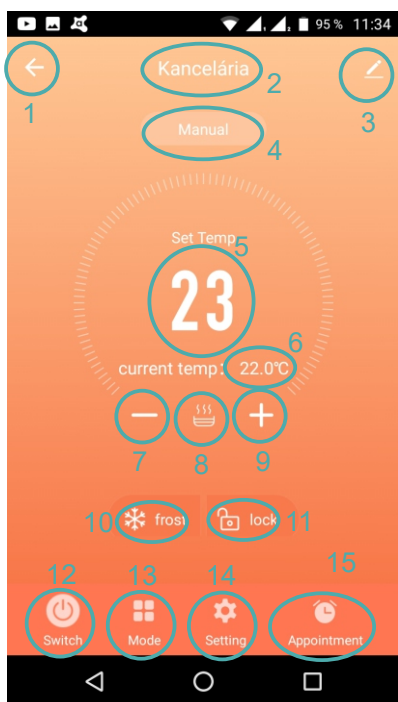 95 % 11:34
Kancelária
1 2 3
Manual
4
Set Temp
5
23
6
current temp: 22.0℃
7 8 9
10 frost lock 11
12 13 14 15
Switch Mode Setting Appointment